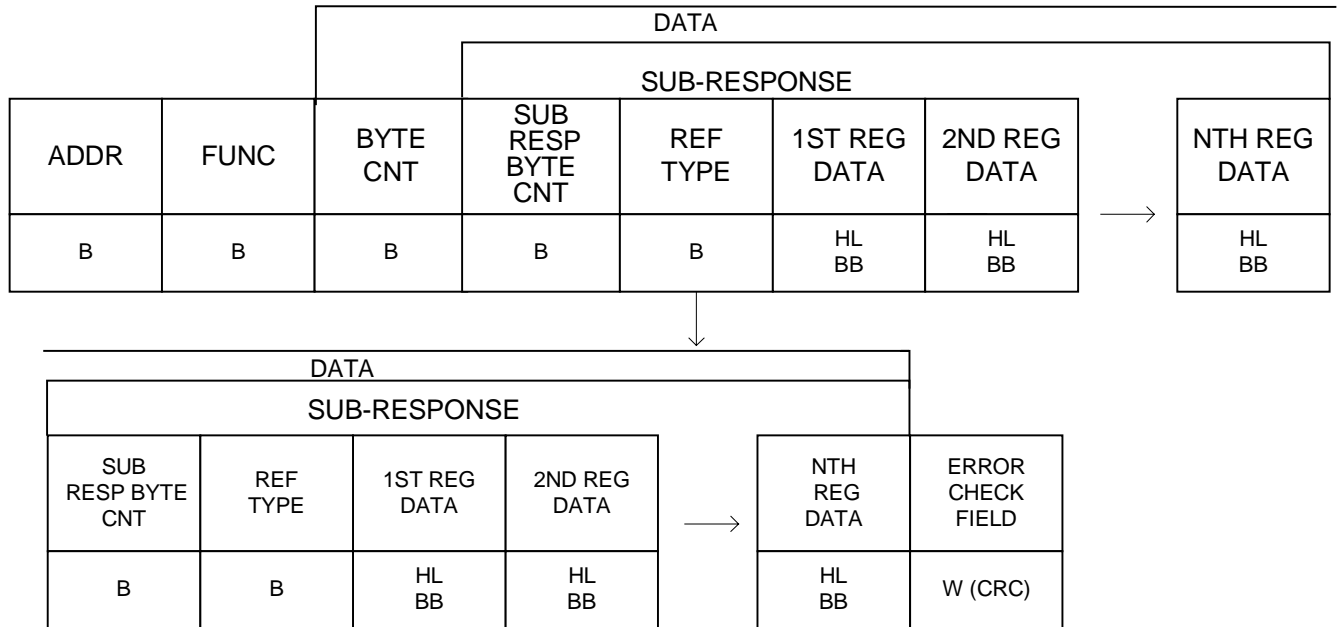 DATA
SUB-RESPONSE
ADDR
FUNC
BYTE
CNT
SUB
RESP
BYTE
CNT
REF
TYPE
1ST REG
DATA
2ND REG
DATA
NTH REG
DATA
B
B
B
B
B
HL
BB
HL
BB
HL
BB
DATA
SUB-RESPONSE
SUB
RESP BYTE
CNT
REF
TYPE
1ST REG
DATA
2ND REG
DATA
NTH
REG
DATA
ERROR
CHECK
FIELD
B
B
HL
BB
HL
BB
HL
BB
W (CRC)